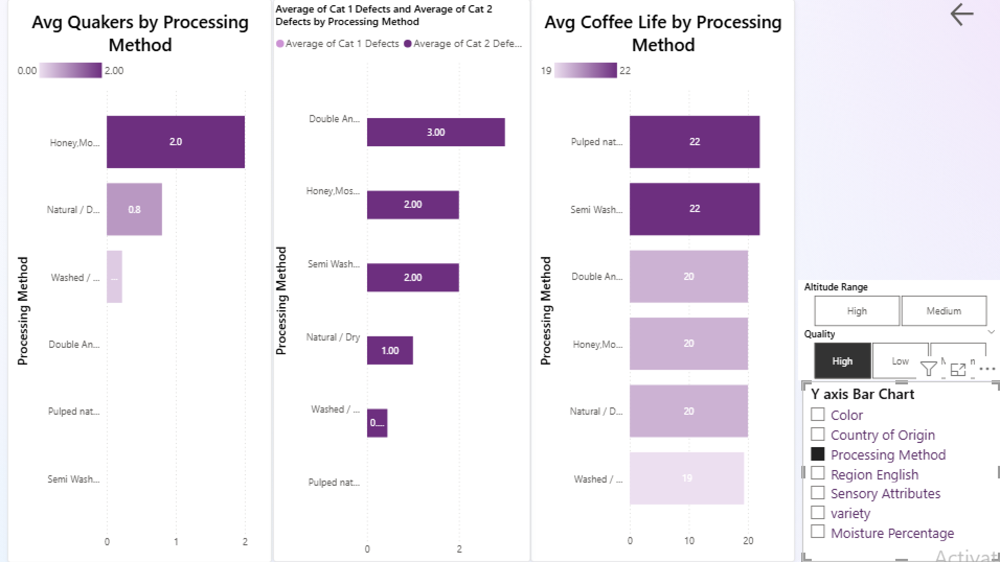 Avg Quakers by Processing
Method
0.00
2.00
Honey,Mo...
2.0
Natural / D...
0.8
Washed / ...
...
Double An...
Pulped nat...
Semi Wash...
Processing Method
0
1
2
Average of Cat 1 Defects and Average of Cat 2
Defects by Processing Method
Average of Cat 1 Defects
Average of Cat 2 Defe...
Double An...
3.00
Honey,Mos...
2.00
Semi Wash...
2.00
Natural / Dry
1.00
Washed / ...
0....
Pulped nat...
Processing Method
0
2
Avg Coffee Life by Processing
Method
19
22
Pulped nat...
22
Semi Wash...
22
Double An...
20
Honey,Mo...
20
Natural / D...
20
Washed / ...
19
Processing Method
0
10
20
Altitude Range
High
Medium
Quality
High
Low
Y axis Bar Chart
Color
Country of Origin
Processing Method
Region English
Sensory Attributes
variety
Moisture Percentage
Activat